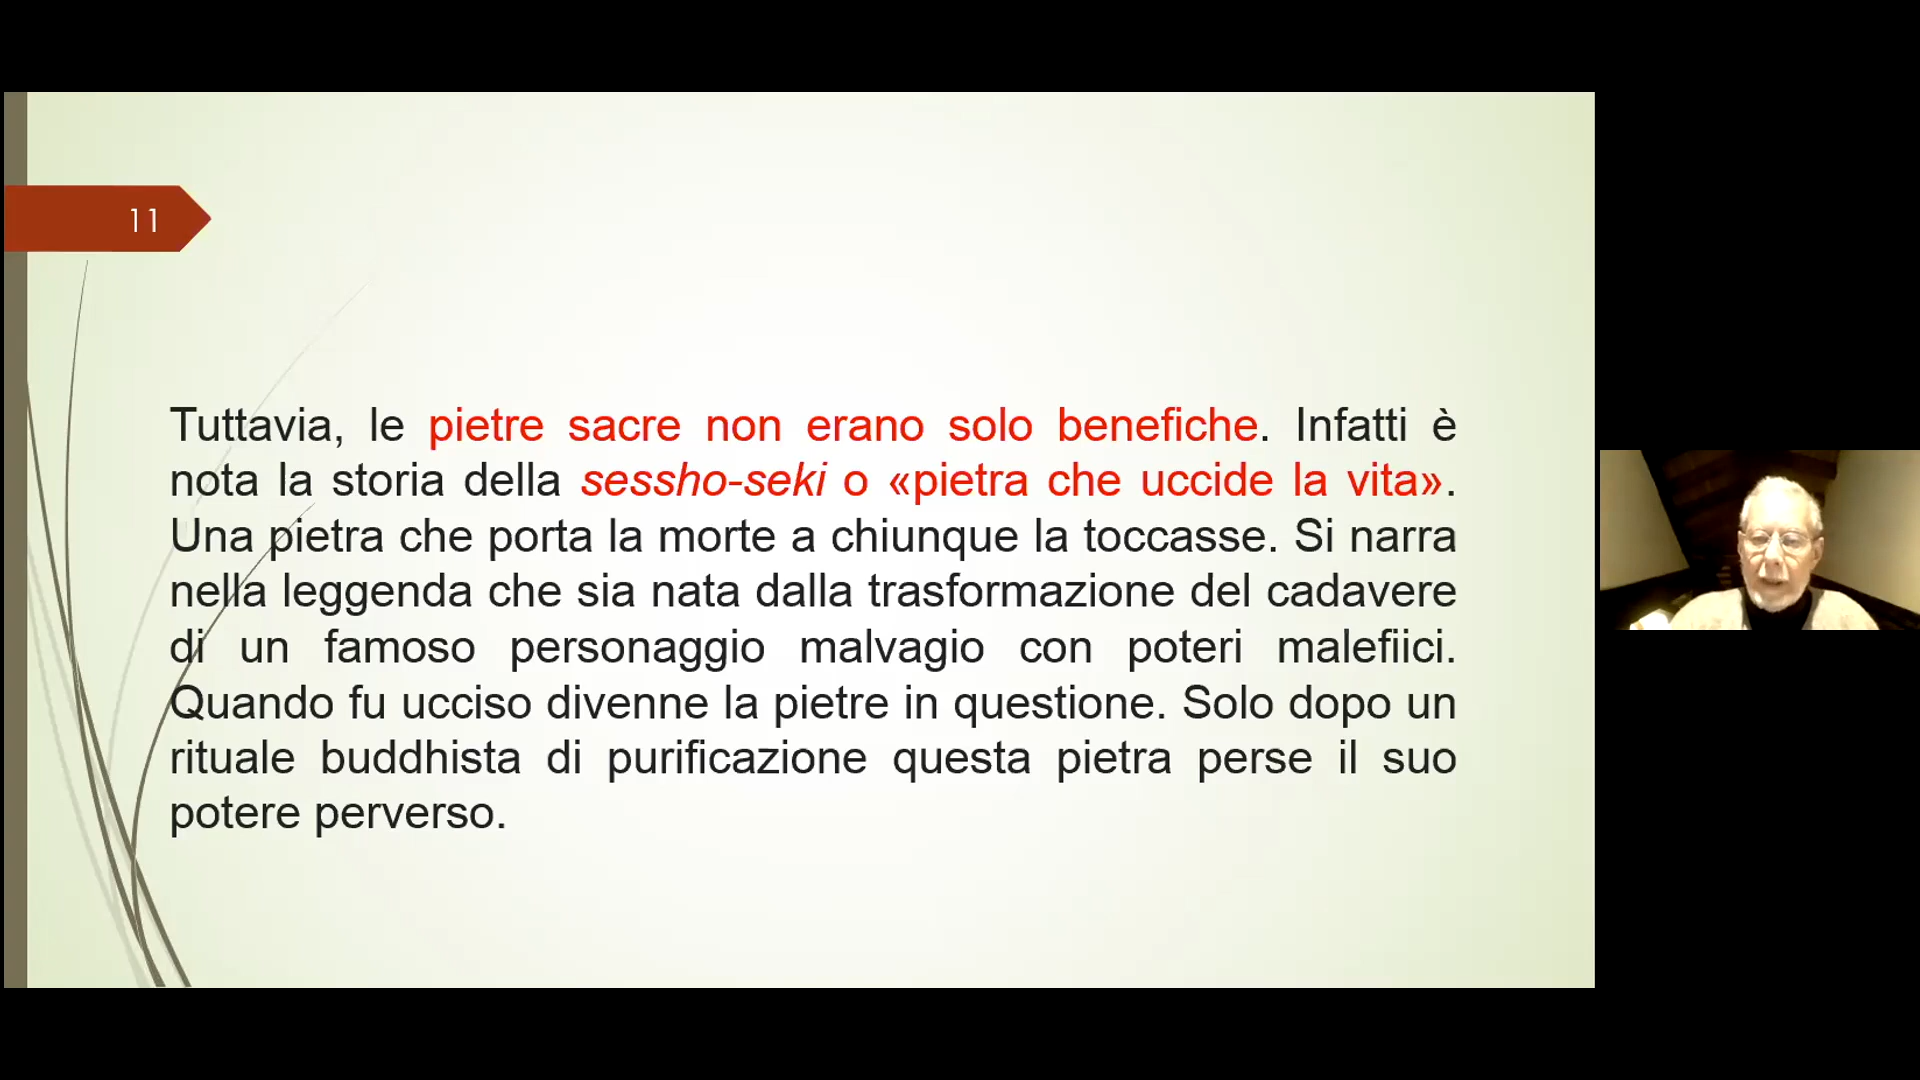 11
Tuttavia, le pietre sacre non erano solo benefiche. Infatti è
nota la storia della sessho-seki o «pietra che uccide la vita».
Una pietra che porta la morte a chiunque la toccasse. Si narra
nella leggenda che sia nata dalla trasformazione del cadavere
di un famoso personaggio malvagio con poteri malefiici.
Quando fu ucciso divenne la pietre in questione. Solo dopo un
rituale buddhista di purificazione questa pietra perse il suo
potere perverso.